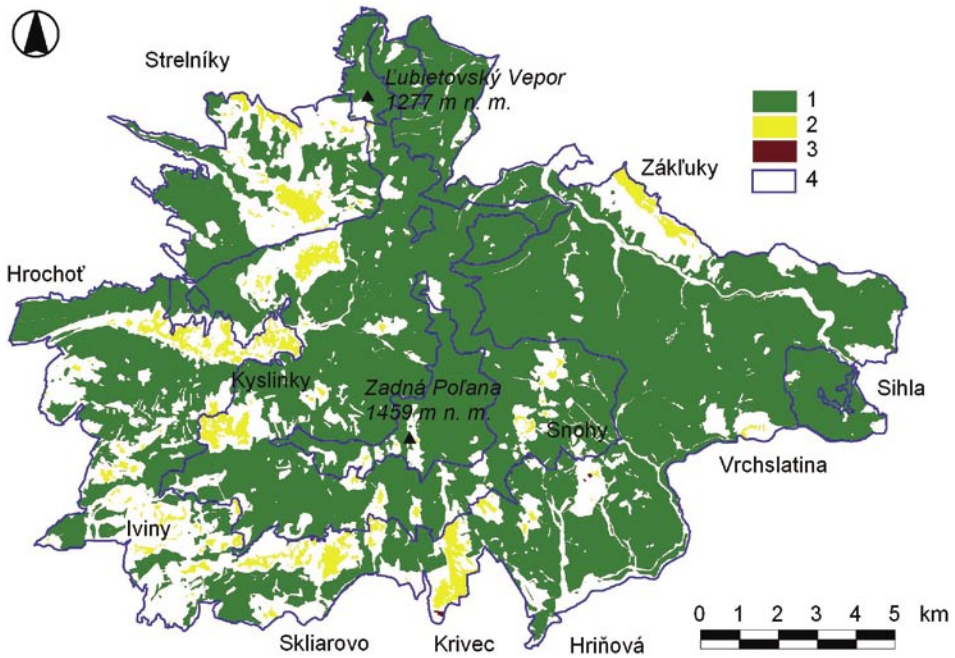 Strelníky
Ľubietovský Vepor
1277 m n. m.
1
2
3
4
Zákľuky
Hrochoť
Kyslinky
Zadná Poľana
1459 m n. m.
Snohy
Sihla
Vrchslatina
Iviny
Skliarovo
Krivec
Hriňová
0 1 2 3 4 5 km